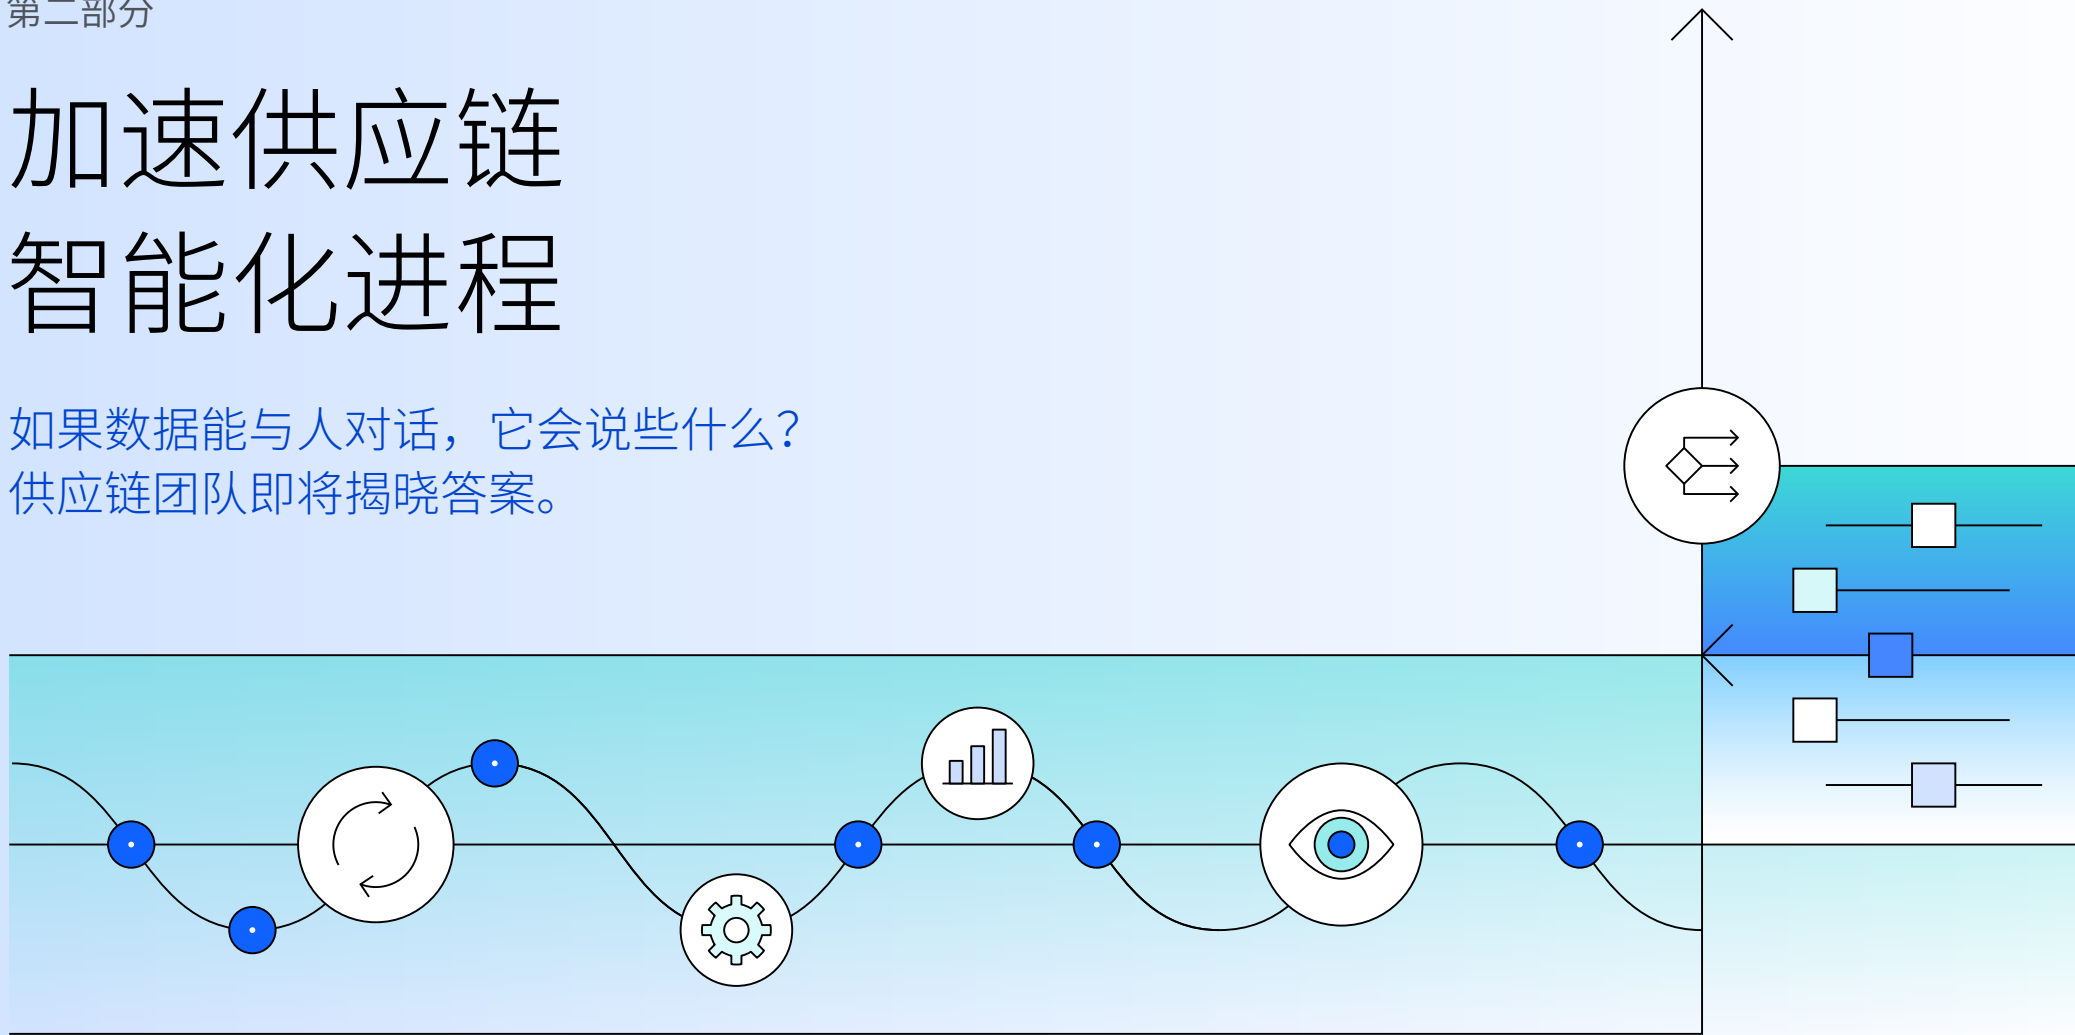 第二部分
加速供应链
智能化进程
如果数据能与人对话，它会说些什么？
供应链团队即将揭晓答案。